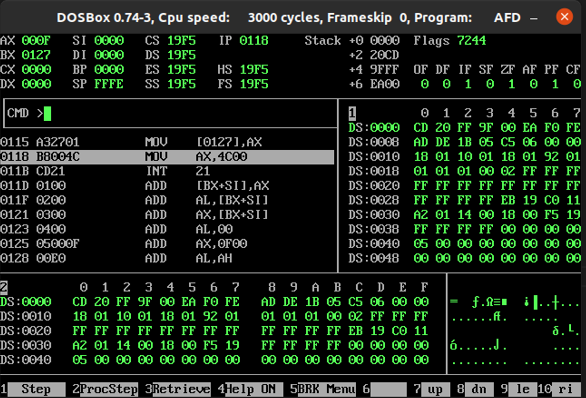 DOSBox 0.74-3, Cpu speed: 3000 cycles, Frameskip 0, Program: AFD
AX 000F SI 0000 CS 19F5 IP 0118 Stack +0 0000 Flags 7244
BX 0127 DI 0000 DS 19F5 +2 20CD
CX 0000 BP 0000 ES 19F5 HS 19F5 +4 9FFF OF DF IF SF ZF AF PF CF
DX 0000 SP FFFE SS 19F5 FS 19F5 +6 EA00 0 0 1 0 1 0 1 0
CMD >
1 0 1 2 3 4 5 6 7
DS:0000 CD 20 FF 9F 00 EA F0 FE
0115 A32701 MOV [0127],AX DS:0008 AD DE 1B 05 C5 06 00 00
0118 B8004C MOV AX,4C00 DS:0010 18 01 10 01 18 01 92 01
011B CD21 INT 21 DS:0018 01 01 01 00 02 FF FF FF
011D 0100 ADD [BX+SI],AX DS:0020 FF FF FF FF FF FF FF FF
011F 0200 ADD AL,[BX+SI] DS:0028 FF FF FF FF EB 19 C0 11
0121 0300 ADD AX,[BX+SI] DS:0030 A2 01 14 00 18 00 F5 19
0123 0400 ADD AL,00 DS:0038 FF FF FF FF 00 00 00 00
0125 05000F ADD AX,0F00 DS:0040 05 00 00 00 00 00 00 00
0128 00E0 ADD AL,AH DS:0048 00 00 00 00 00 00 00 00
2 0 1 2 3 4 5 6 7 8 9 A B C D E F
DS:0000 CD 20 FF 9F 00 EA F0 FE AD DE 1B 05 C5 06 00 00
DS:0010 18 01 10 01 18 01 92 01 01 01 01 00 02 FF FF FF
DS:0020 FF FF FF FF FF FF FF FF FF FF FF FF EB 19 C0 11
DS:0030 A2 01 14 00 18 00 F5 19 FF FF FF FF 00 00 00 00
DS:0040 05 00 00 00 00 00 00 00 00 00 00 00 00 00 00 00
1 Step 2ProcStep 3Retrieve 4Help ON 5BRK Menu 6 7 up 8 dn 9 le 10 ri